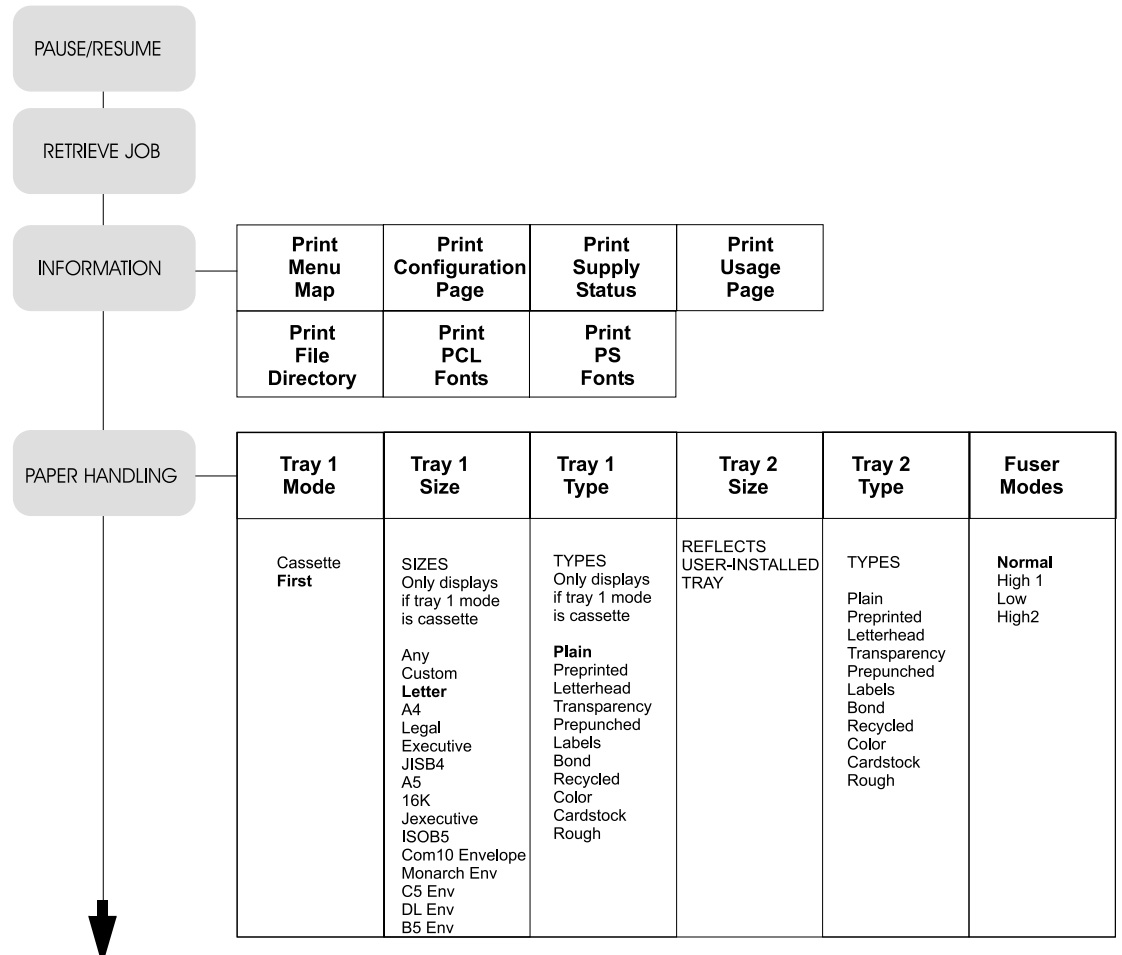 PAUSE/RESUME
RETRIEVE JOB
INFORMATION
Print
Menu
Map
Print
Configuration
Page
Print
Supply
Status
Print
Usage
Page
Print
File
Directory
Print
PCL
Fonts
Print
PS
Fonts
PAPER HANDLING
Tray 1
Mode
Tray 1
Size
Tray 1
Type
Tray 2
Size
Tray 2
Type
Fuser
Modes
Cassette
First
SIZES
Only displays
if tray 1 mode
is cassette
Any
Custom
Letter
A4
Legal
Executive
JISB4
A5
16K
Jexecutive
ISOB5
Com10 Envelope
Monarch Env
C5 Env
DL Env
B5 Env
TYPES
Only displays
if tray 1 mode
is cassette
Plain
Preprinted
Letterhead
Transparency
Prepunched
Labels
Bond
Recycled
Color
Cardstock
Rough
REFLECTS
USER-INSTALLED
TRAY
TYPES
Plain
Preprinted
Letterhead
Transparency
Prepunched
Labels
Bond
Recycled
Color
Cardstock
Rough
Normal
High 1
Low
High2